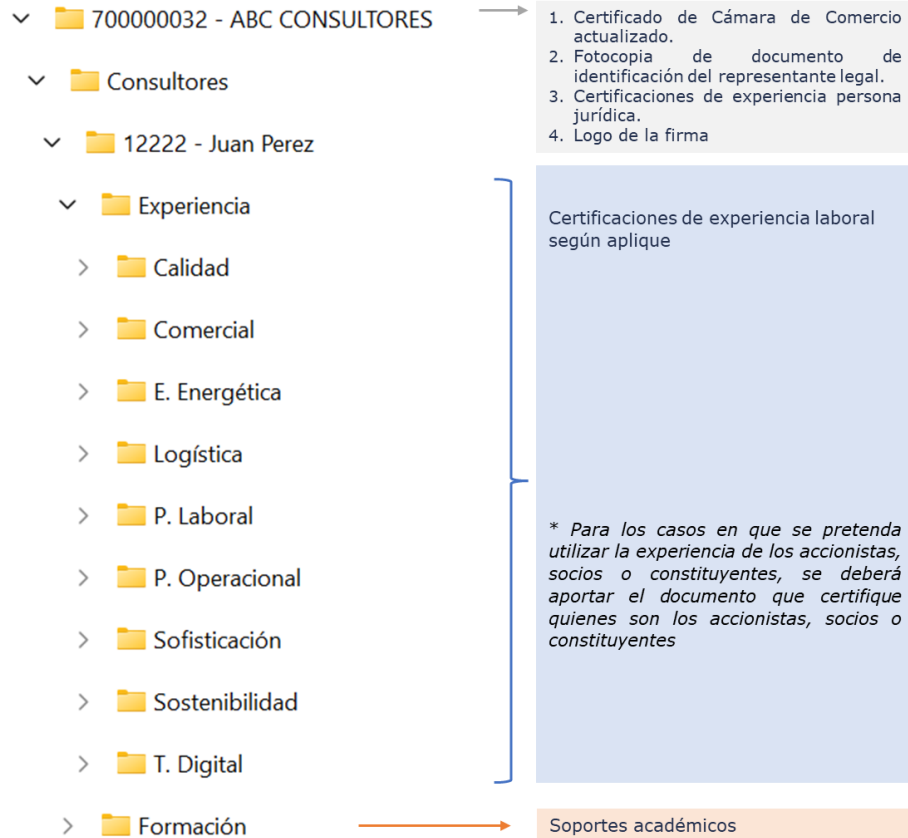 700000032 - ABC CONSULTORES
Consultores
12222 - Juan Perez
Experiencia
Calidad
Comercial
E. Energética
Logística
P. Laboral
P. Operacional
Sofisticación
Sostenibilidad
T. Digital
Formación
1. Certificado de Cámara de Comercio
actualizado.
2. Fotocopia de documento de
identificación del representante legal.
3. Certificaciones de experiencia persona
jurídica.
4. Logo de la firma
Certificaciones de experiencia laboral
según aplique
* Para los casos en que se pretenda
utilizar la experiencia de los accionistas,
socios o constituyentes, se deberá
aportar el documento que certifique
quienes son los accionistas, socios o
constituyentes
Soportes académicos